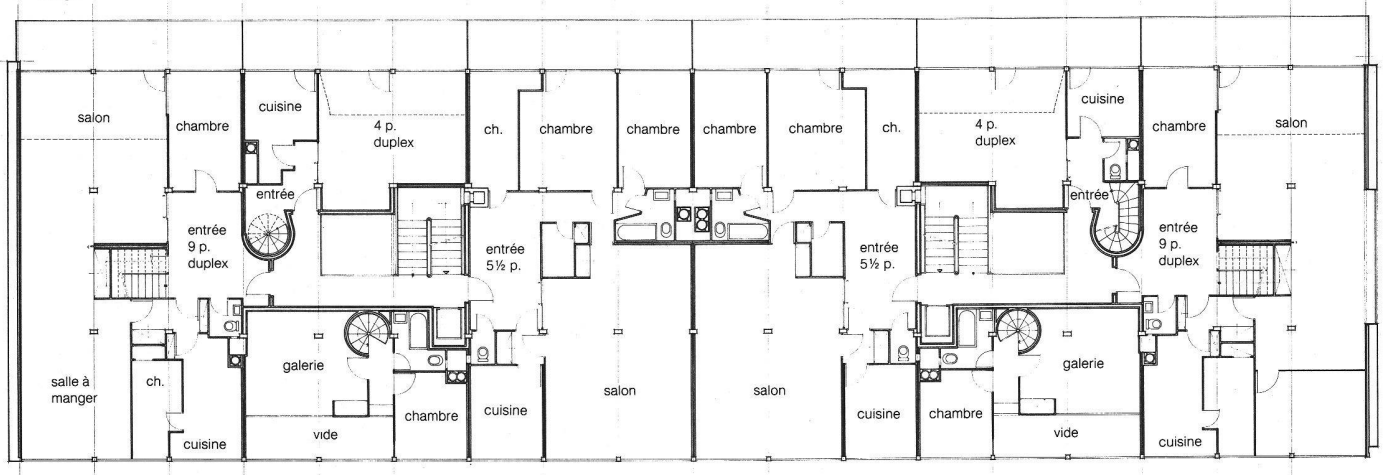 salon
chambre
cuisine
4 p.
duplex
ch.
chambre
chambre
chambre
chambre
ch.
4 p.
duplex
cuisine
chambre
salon
entrée
entrée
entrée
9 p.
duplex
entrée
5½ p.
entrée
5½ p.
entrée
9 p.
duplex
salle à
manger
ch.
galerie
salon
salon
galerie
cuisine
vide
chambre
cuisine
cuisine
chambre
vide
cuisine